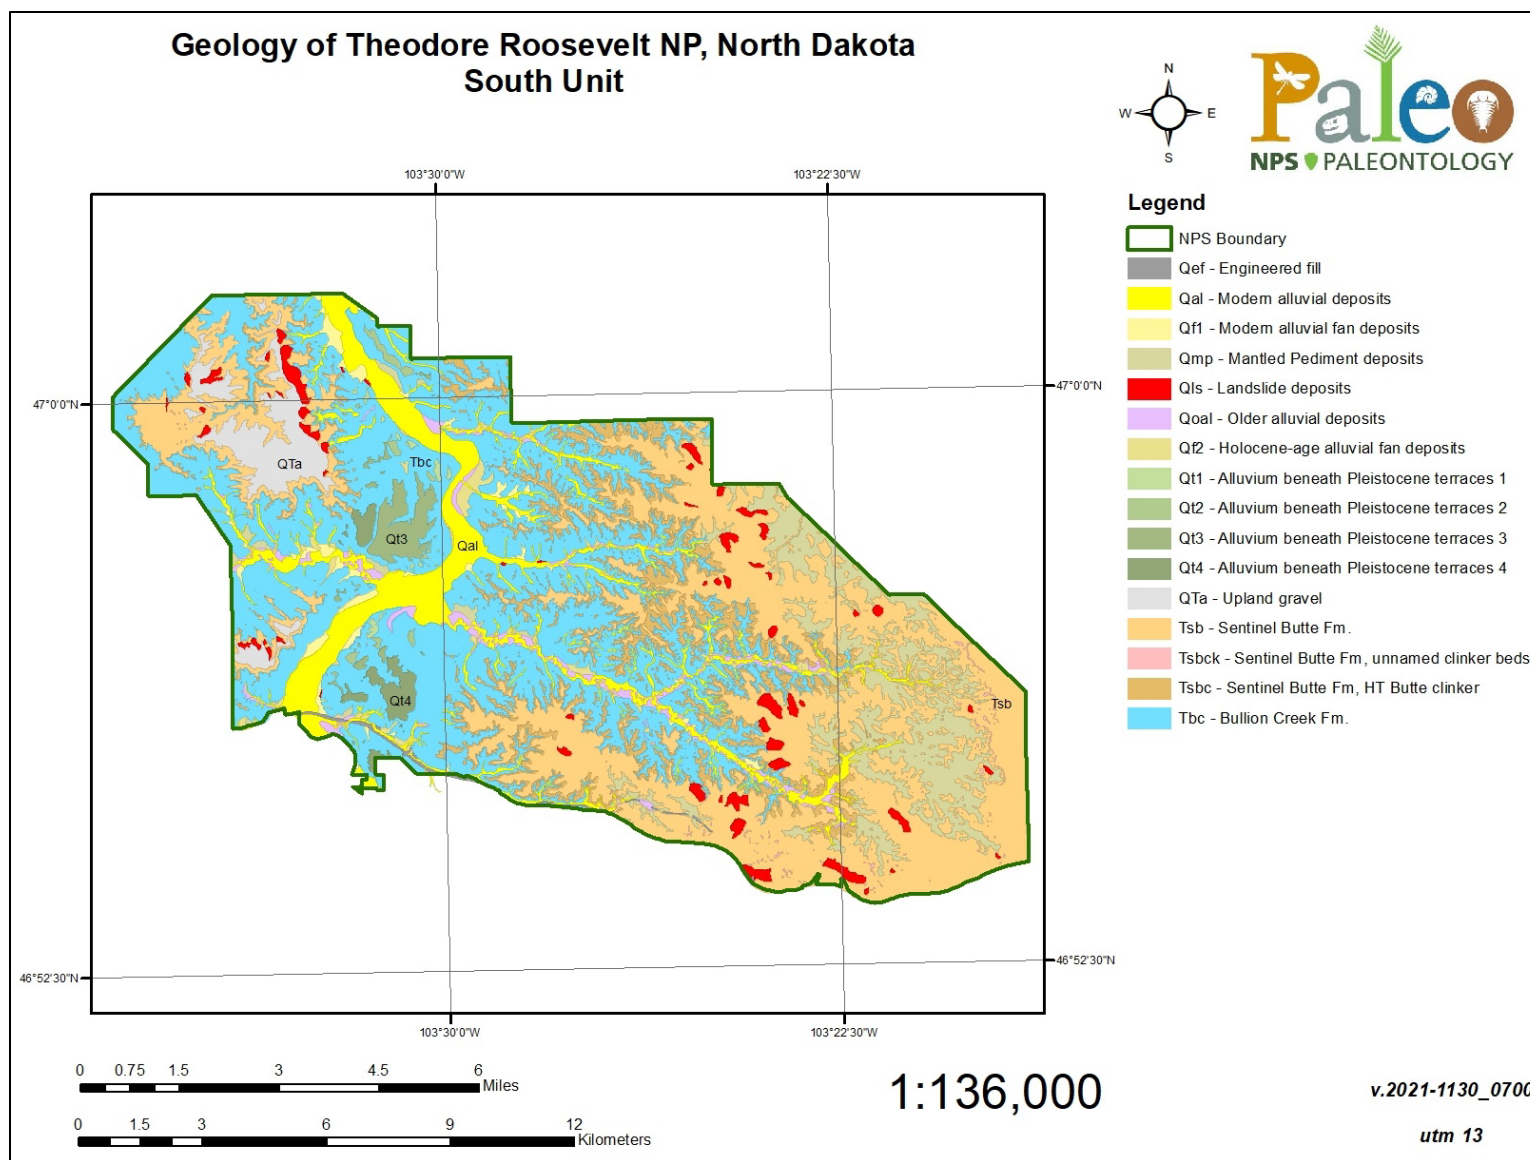 Geology of Theodore Roosevelt NP, North Dakota
South Unit
N
W E
S
Paleo
NPS PALEONTOLOGY
103°30'0"W 103°22'30"W
47°0'0"N 47°0'0"N
46°52'30"N 46°52'30"N
103°30'0"W 103°22'30"W
QTa
Tbc
Qt3
Qal
Qt4
Tsb
Legend
NPS Boundary
Qef - Engineered fill
Qal - Modern alluvial deposits
Qf1 - Modern alluvial fan deposits
Qmp - Mantled Pediment deposits
Qls - Landslide deposits
Qoal - Older alluvial deposits
Qf2 - Holocene-age alluvial fan deposits
Qt1 - Alluvium beneath Pleistocene terraces 1
Qt2 - Alluvium beneath Pleistocene terraces 2
Qt3 - Alluvium beneath Pleistocene terraces 3
Qt4 - Alluvium beneath Pleistocene terraces 4
QTa - Upland gravel
Tsb - Sentinel Butte Fm.
Tsbck - Sentinel Butte Fm, unnamed clinker beds
Tsbc - Sentinel Butte Fm, HT Butte clinker
Tbc - Bullion Creek Fm.
0 0.75 1.5 3 4.5 6
Miles
0 1.5 3 6 9 12
Kilometers
1:136,000
v.2021-1130_0700
utm 13